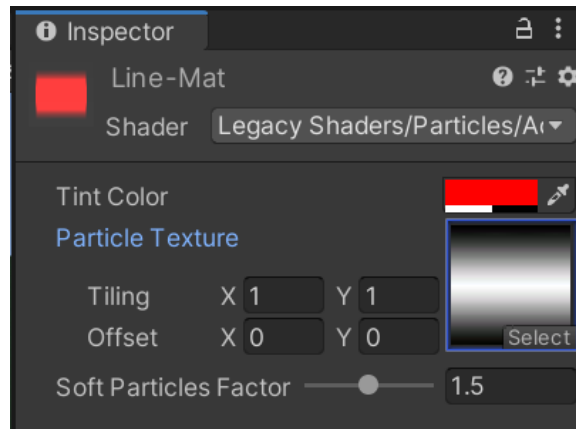 Inspector
Line-Mat
Shader Legacy Shaders/Particles/A
Tint Color
Particle Texture
Tiling X 1 Y 1
Offset X 0 Y 0
Select
Soft Particles Factor 1.5